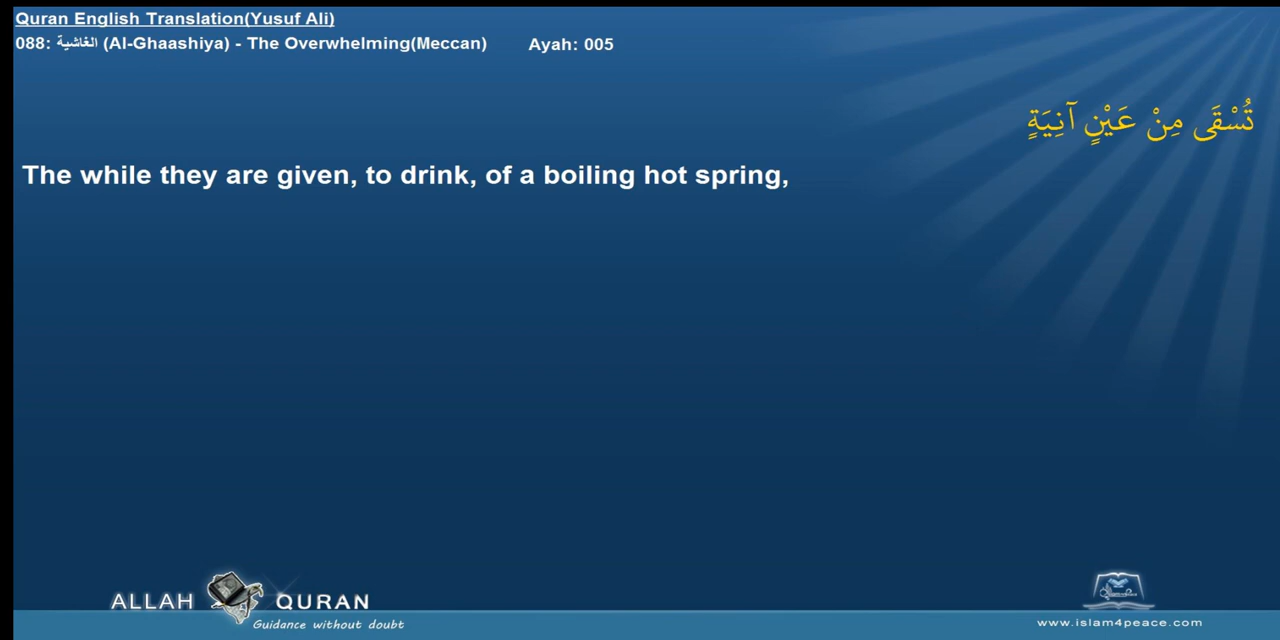 Quran English Translation(Yusuf Ali)
088: الغاشية (Al-Ghaashiya) - The Overwhelming(Meccan) Ayah: 005
تُسْقَى مِنْ عَيْنٍ آنِيَةٍ
The while they are given, to drink, of a boiling hot spring,
ALLAH QURAN
Guidance without doubt
www.islam4peace.com